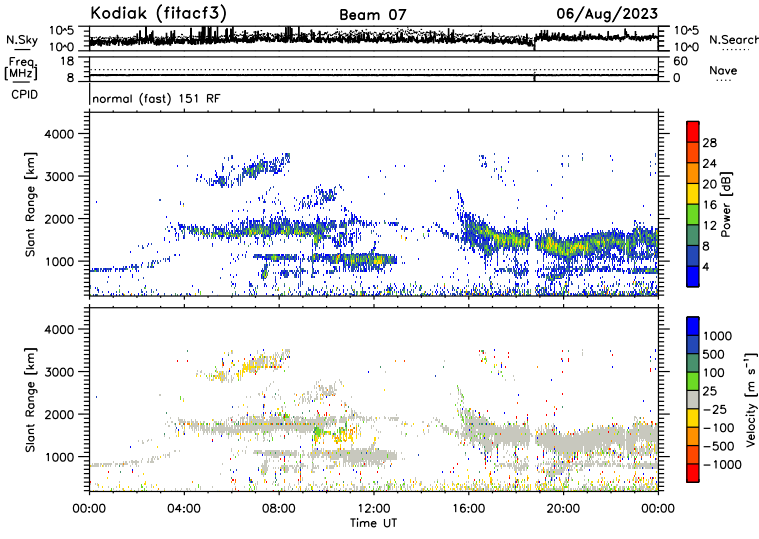 Kodiak (fitacf3) Beam 07 06/Aug/2023
N.Sky 10^5 10^0 10^5 10^0 N.Search
Freq. [MHz] 18 8 60 0 Nave
CPID normal (fast) 151 RF
Slant Range [km] 4000 3000 2000 1000
Power [dB] 28 24 20 16 12 8 4
Slant Range [km] 4000 3000 2000 1000
Velocity [m s^-1] 1000 500 100 25 -25 -100 -500 -1000
00:00 04:00 08:00 12:00 16:00 20:00 00:00
Time UT